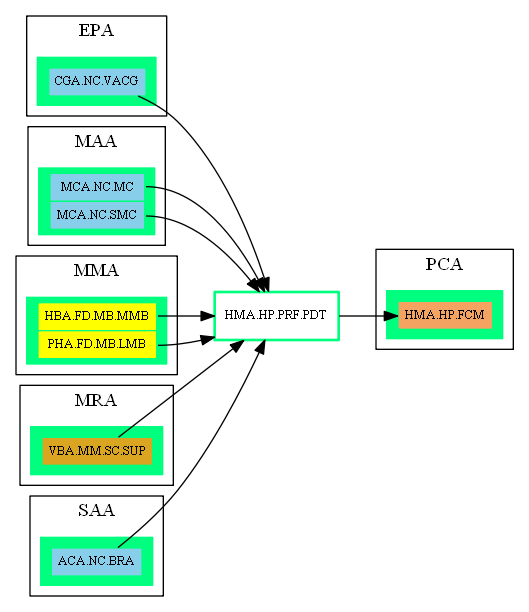 EPA
CGA.NC.VACG
MAA
MCA.NC.MC
MCA.NC.SMC
MMA
HBA.FD.MB.MMB
PHA.FD.MB.LMB
MRA
VBA.MM.SC.SUP
SAA
ACA.NC.BRA
HMA.HP.PRF.PDT
PCA
HMA.HP.FCM